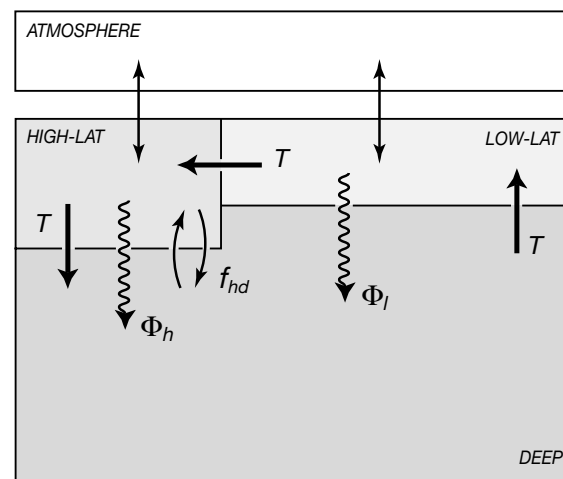 ATMOSPHERE
HIGH-LAT
LOW-LAT
T
T
T
f_hd
Φ_l
Φ_h
DEEP